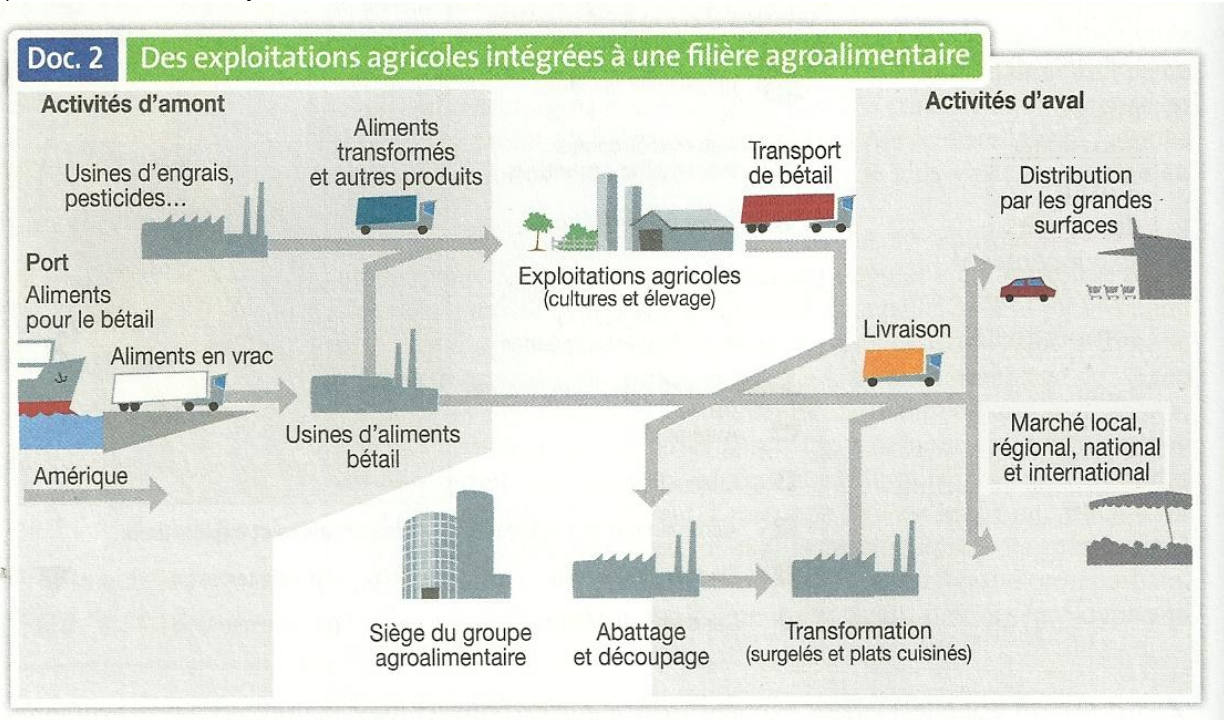 Doc. 2
Des exploitations agricoles intégrées à une filière agroalimentaire
Activités d'amont
Activités d'aval
Aliments
transformés
et autres produits
Usines d'engrais,
pesticides...
Transport
de bétail
Distribution
par les grandes
surfaces
Port
Aliments
pour le bétail
Exploitations agricoles
(cultures et élevage)
Aliments en vrac
Livraison
Usines d'aliments
bétail
Marché local,
régional, national
et international
Amérique
Siège du groupe
agroalimentaire
Abattage
et découpage
Transformation
(surgelés et plats cuisinés)